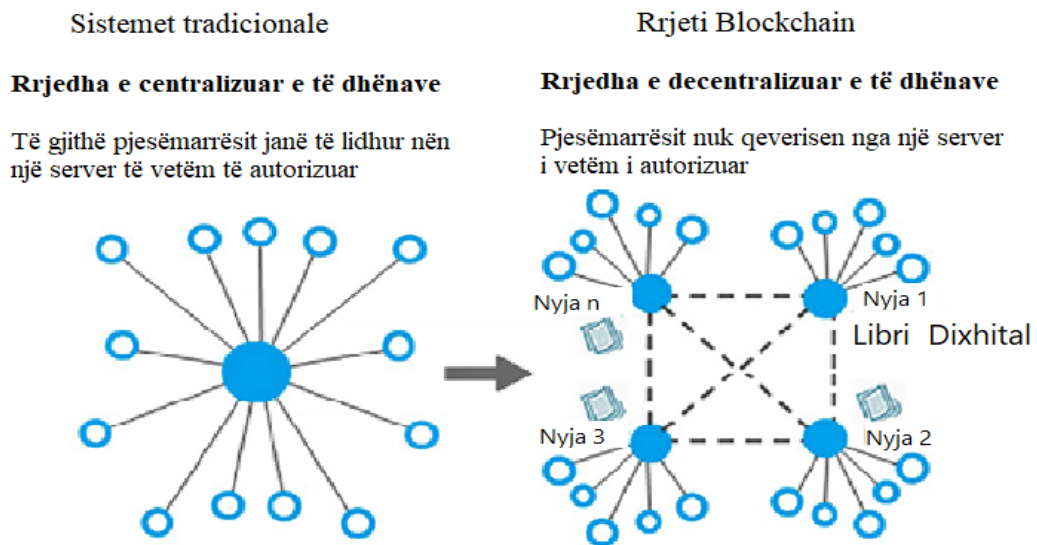 Sistemet tradicionale
Rrjedha e centralizuar e të dhënave
Të gjithë pjesëmarrësit janë të lidhur nën
një server të vetëm të autorizuar
Rrjeti Blockchain
Rrjedha e decentralizuar e të dhënave
Pjesëmarrësit nuk qeverisen nga një server
i vetëm i autorizuar
Nyja n
Nyja 1
Libri Dixhital
Nyja 3
Nyja 2